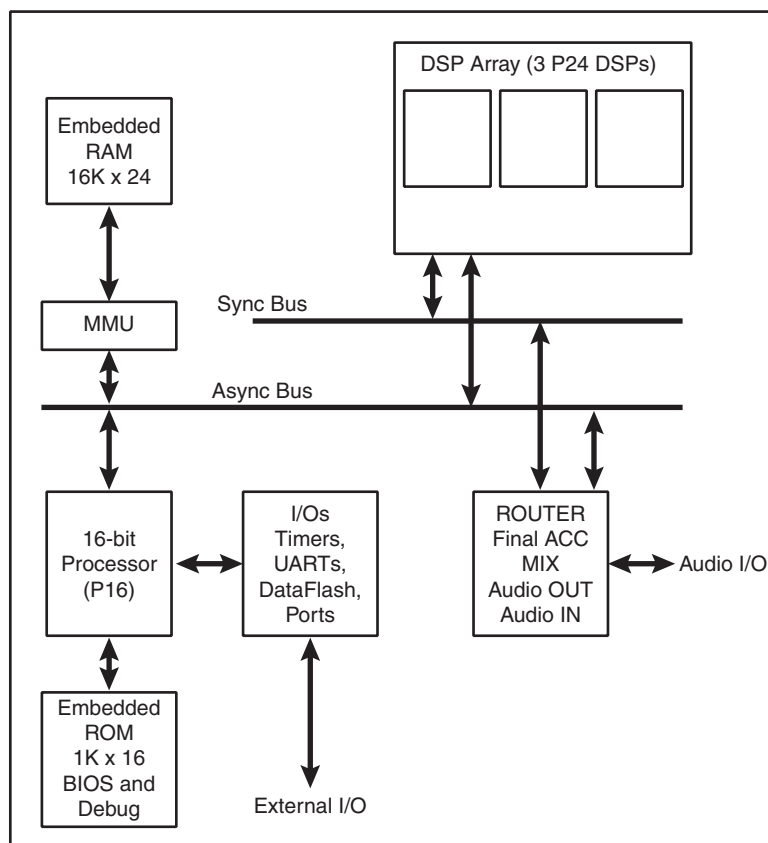 DSP Array (3 P24 DSPs)
Embedded
RAM
16K x 24
MMU
Sync Bus
Async Bus
16-bit
Processor
(P16)
I/Os
Timers,
UARTs,
DataFlash,
Ports
ROUTER
Final ACC
MIX
Audio OUT
Audio IN
Audio I/O
Embedded
ROM
1K x 16
BIOS and
Debug
External I/O